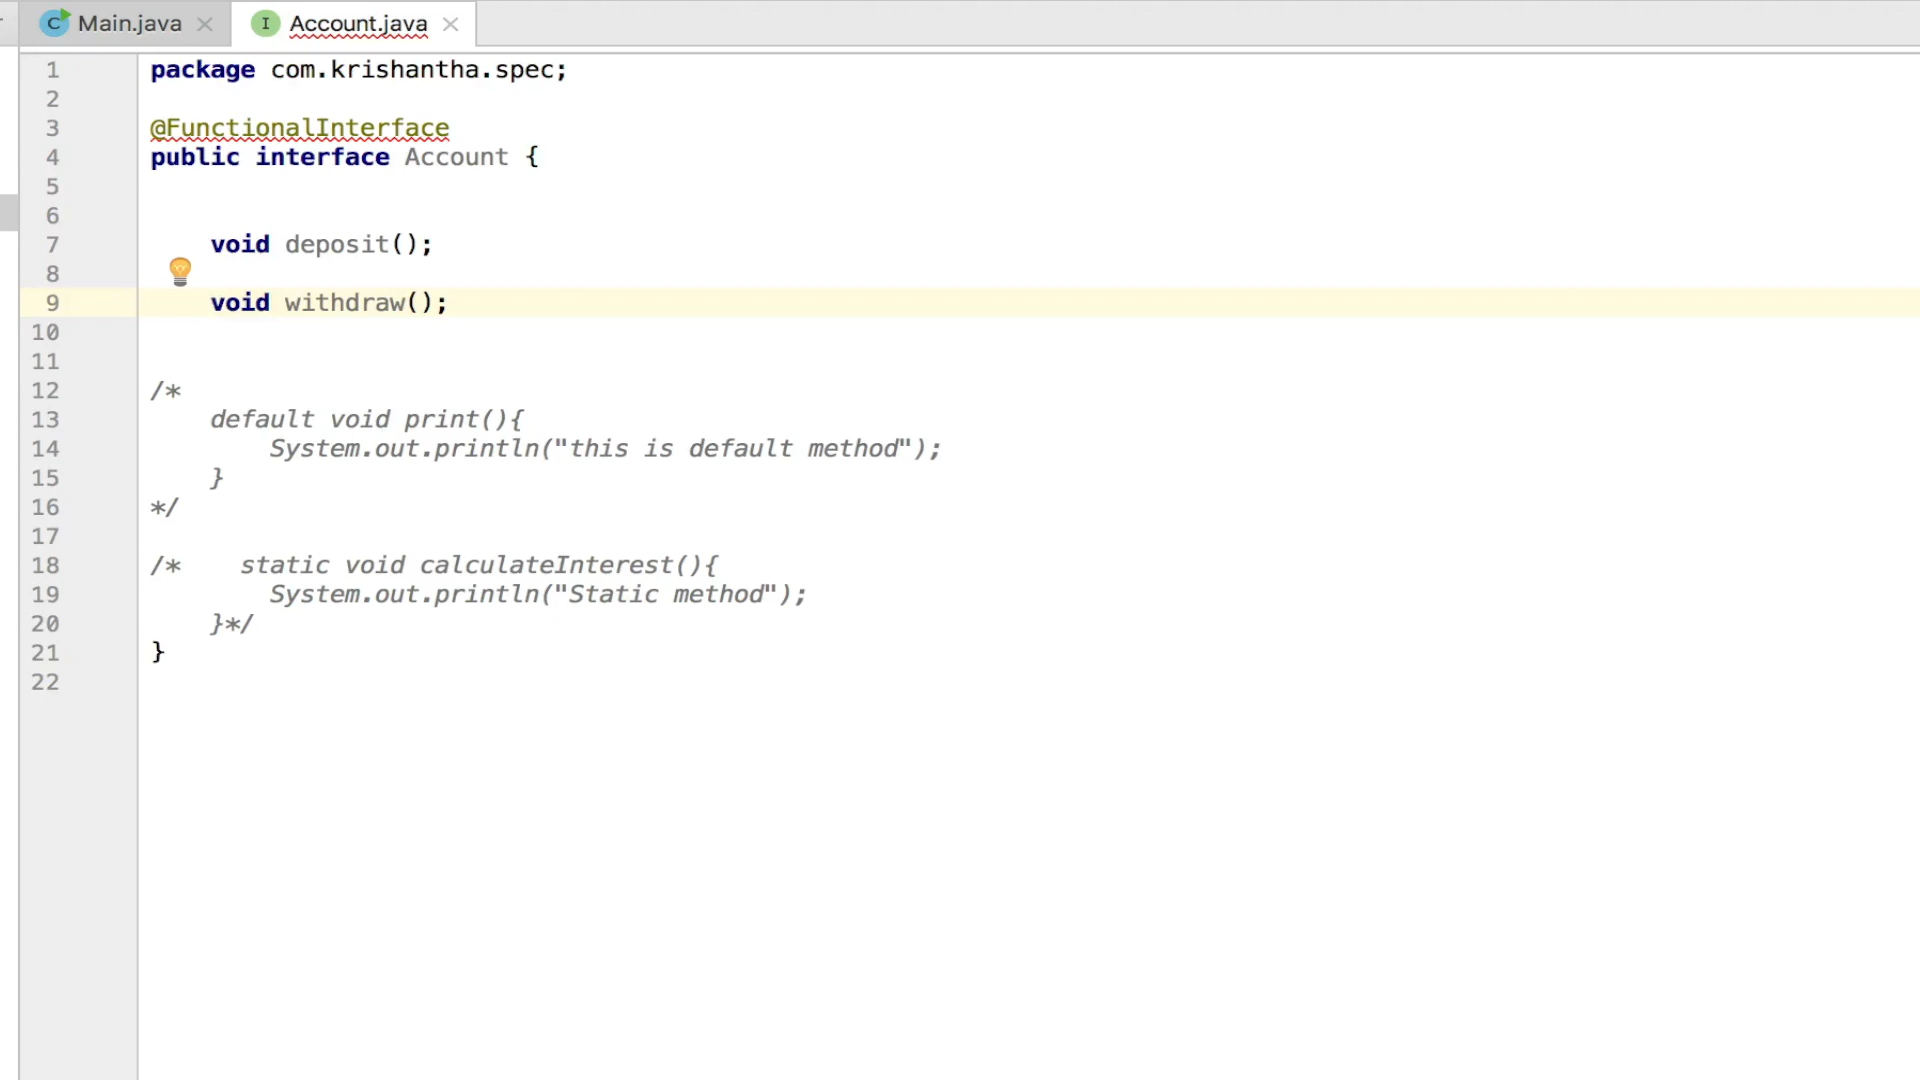 Main.java
Account.java
1 package com.krishantha.spec;
2
3 @FunctionalInterface
4 public interface Account {
5
6
7 void deposit();
8
9 void withdraw();
10
11
12 /*
13 default void print(){
14 System.out.println("this is default method");
15 }
16 */
17
18 /* static void calculateInterest(){
19 System.out.println("Static method");
20 }*/
21 }
22